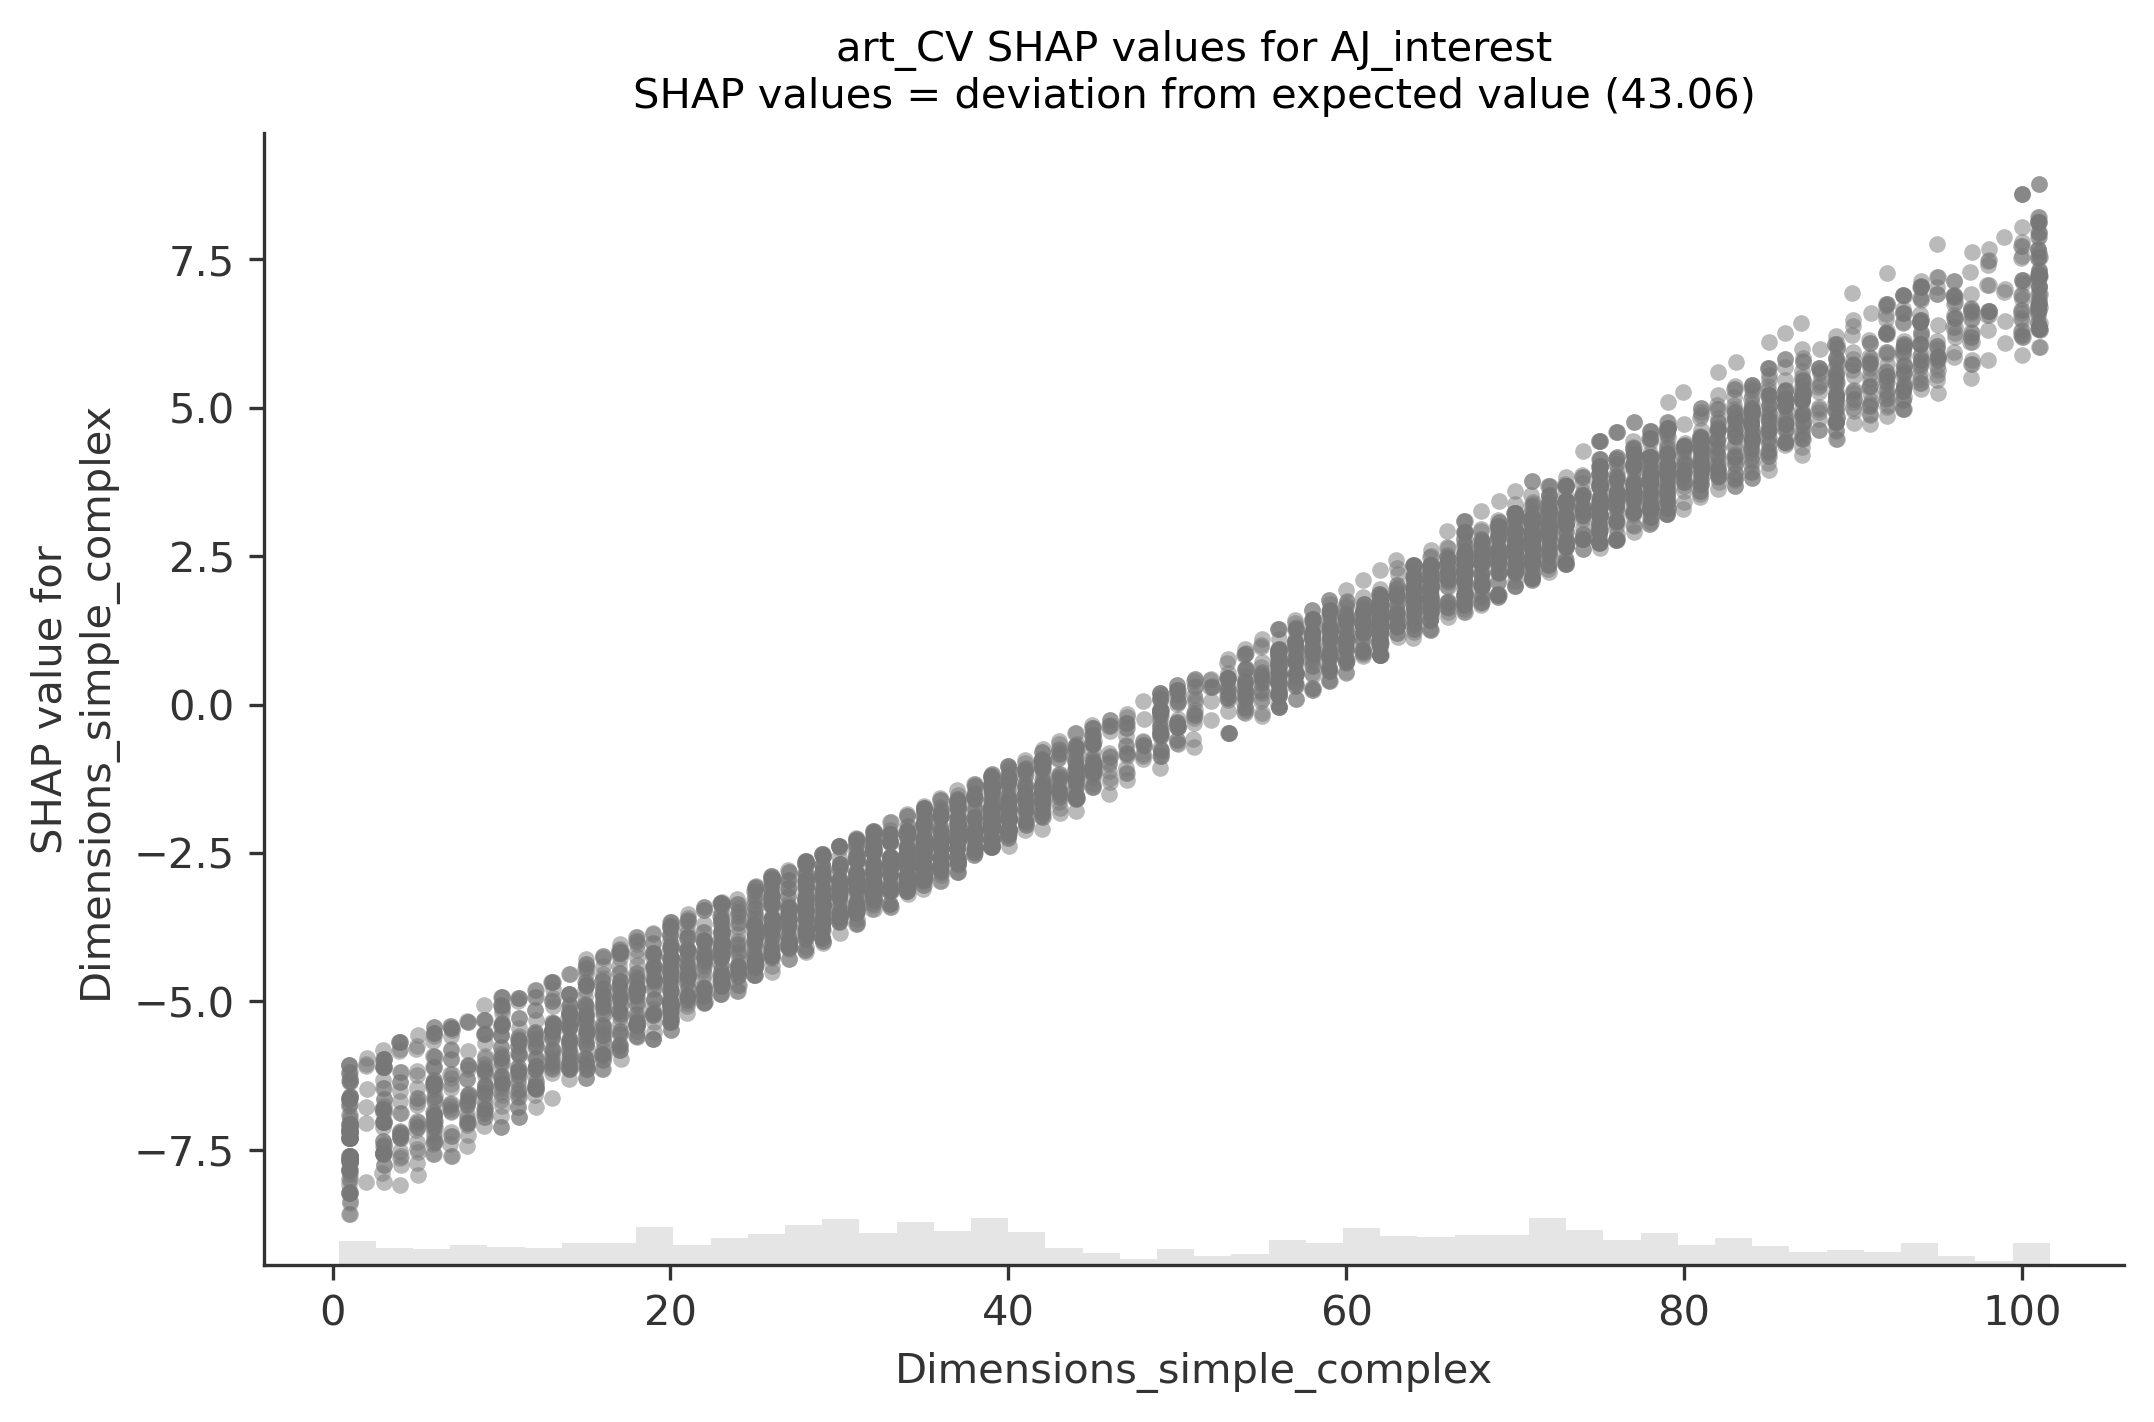 art_CV SHAP values for AJ_interest
SHAP values = deviation from expected value (43.06)
SHAP value for
Dimensions_simple_complex
7.5
5.0
2.5
0.0
−2.5
−5.0
−7.5
0 20 40 60 80 100
Dimensions_simple_complex